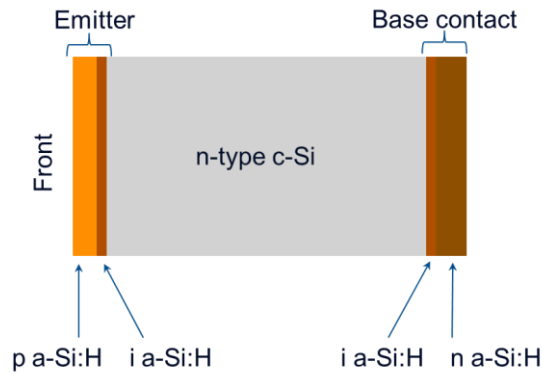 Emitter
Base contact
Front
n-type c-Si
p a-Si:H
i a-Si:H
i a-Si:H
n a-Si:H